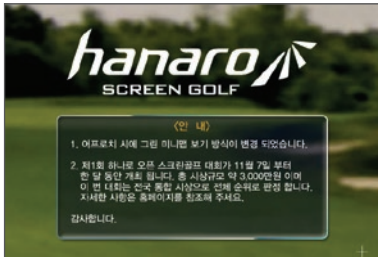 hanaro
SCREEN GOLF
〈안 내〉
1. 어프로치 시에 그린 미니맵 보기 방식이 변경 되었습니다.
2. 제1회 하나로 오픈 스크린골프 대회가 11월 7일 부터
한 달 동안 개최 됩니다. 총 시상규모 약 3,000만원 이며
이 번 대회는 전국 통합 시상으로 전체 순위로 판정 합니다.
자세한 사항은 홈페이지를 참조해 주세요.
감사합니다.